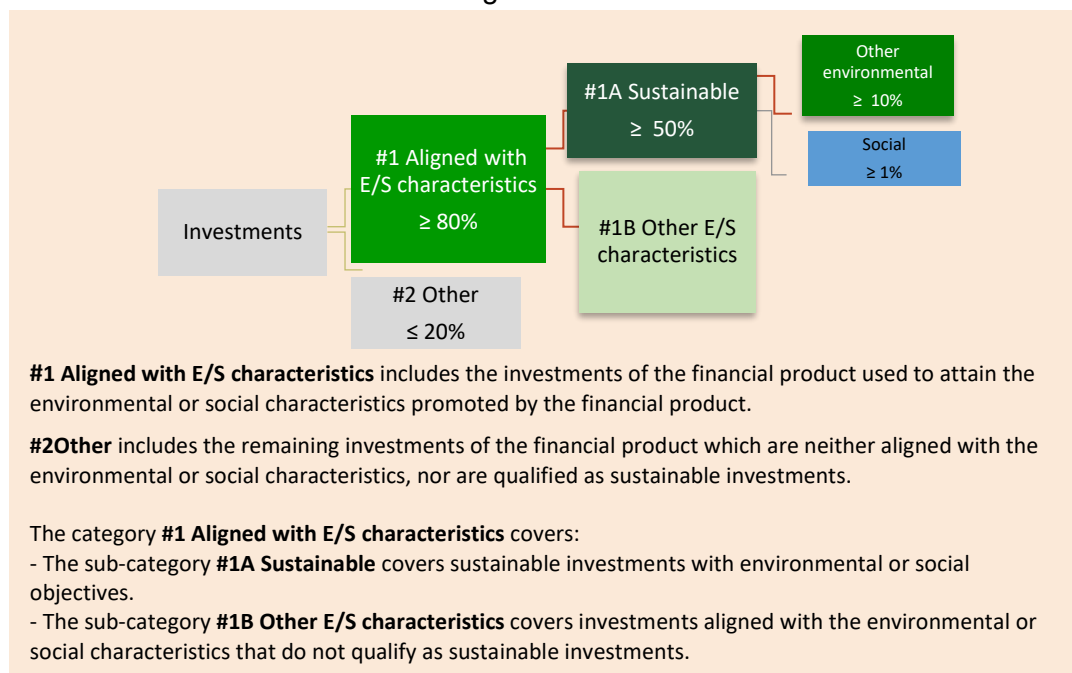 Other
environmental
≥ 10%
#1A Sustainable
≥ 50%
Social
≥ 1%
#1 Aligned with
E/S characteristics
≥ 80%
Investments
#1B Other E/S
characteristics
#2 Other
≤ 20%
#1 Aligned with E/S characteristics includes the investments of the financial product used to attain the
environmental or social characteristics promoted by the financial product.
#2Other includes the remaining investments of the financial product which are neither aligned with the
environmental or social characteristics, nor are qualified as sustainable investments.
The category #1 Aligned with E/S characteristics covers:
- The sub-category #1A Sustainable covers sustainable investments with environmental or social
objectives.
- The sub-category #1B Other E/S characteristics covers investments aligned with the environmental or
social characteristics that do not qualify as sustainable investments.